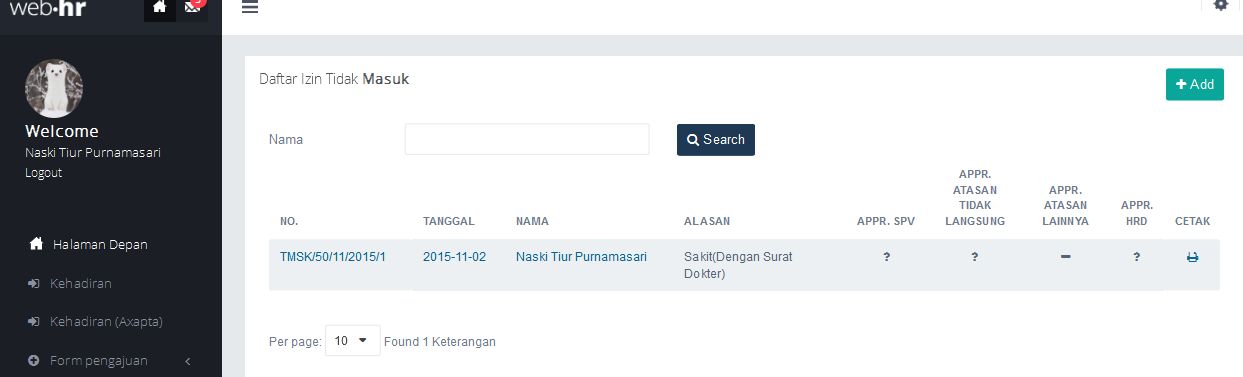 web·hr
Welcome
Naski Tiur Purnamasari
Logout
Halaman Depan
Kehadiran
Kehadiran (Axapta)
Form pengajuan
Daftar Izin Tidak Masuk
+ Add
Nama
Search
NO. TANGGAL NAMA ALASAN APPR. SPV APPR. ATASAN TIDAK LANGSUNG APPR. ATASAN LAINNYA APPR. HRD CETAK
TMSK/50/11/2015/1 2015-11-02 Naski Tiur Purnamasari Sakit(Dengan Surat Dokter) ? ? - ?
Per page: 10 Found 1 Keterangan